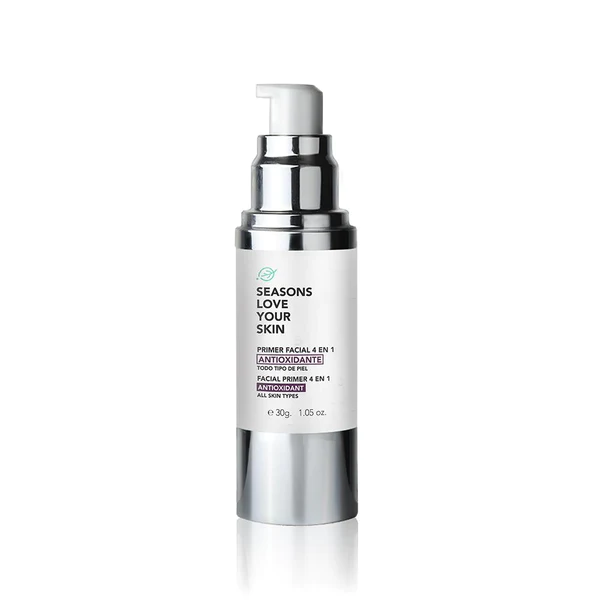 SEASONS
LOVE
YOUR
SKIN
PRIMER FACIAL 4 EN 1
ANTIOXIDANTE
TODO TIPO DE PIEL
FACIAL PRIMER 4 EN 1
ANTIOXIDANT
ALL SKIN TYPES
℮ 30g. 1.05 oz.